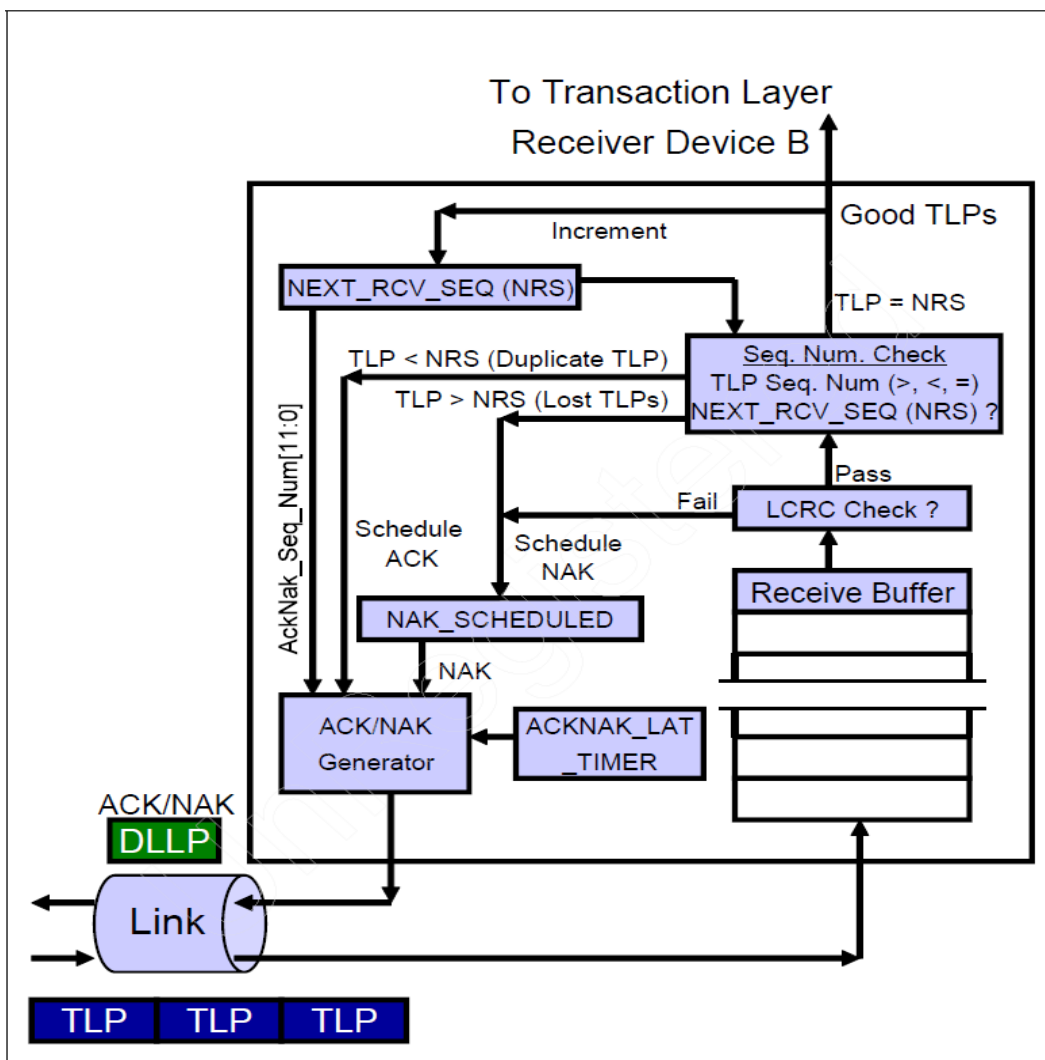 To Transaction Layer
Receiver Device B
Good TLPs
Increment
NEXT_RCV_SEQ (NRS)
TLP = NRS
TLP < NRS (Duplicate TLP)
TLP > NRS (Lost TLPs)
Seq. Num. Check
TLP Seq. Num (>, <, =)
NEXT_RCV_SEQ (NRS) ?
AckNak_Seq_Num[11:0]
Pass
Fail
LCRC Check ?
Schedule
ACK
Schedule
NAK
Receive Buffer
NAK_SCHEDULED
NAK
ACK/NAK
Generator
ACKNAK_LAT
_TIMER
ACK/NAK
DLLP
Link
TLP
TLP
TLP